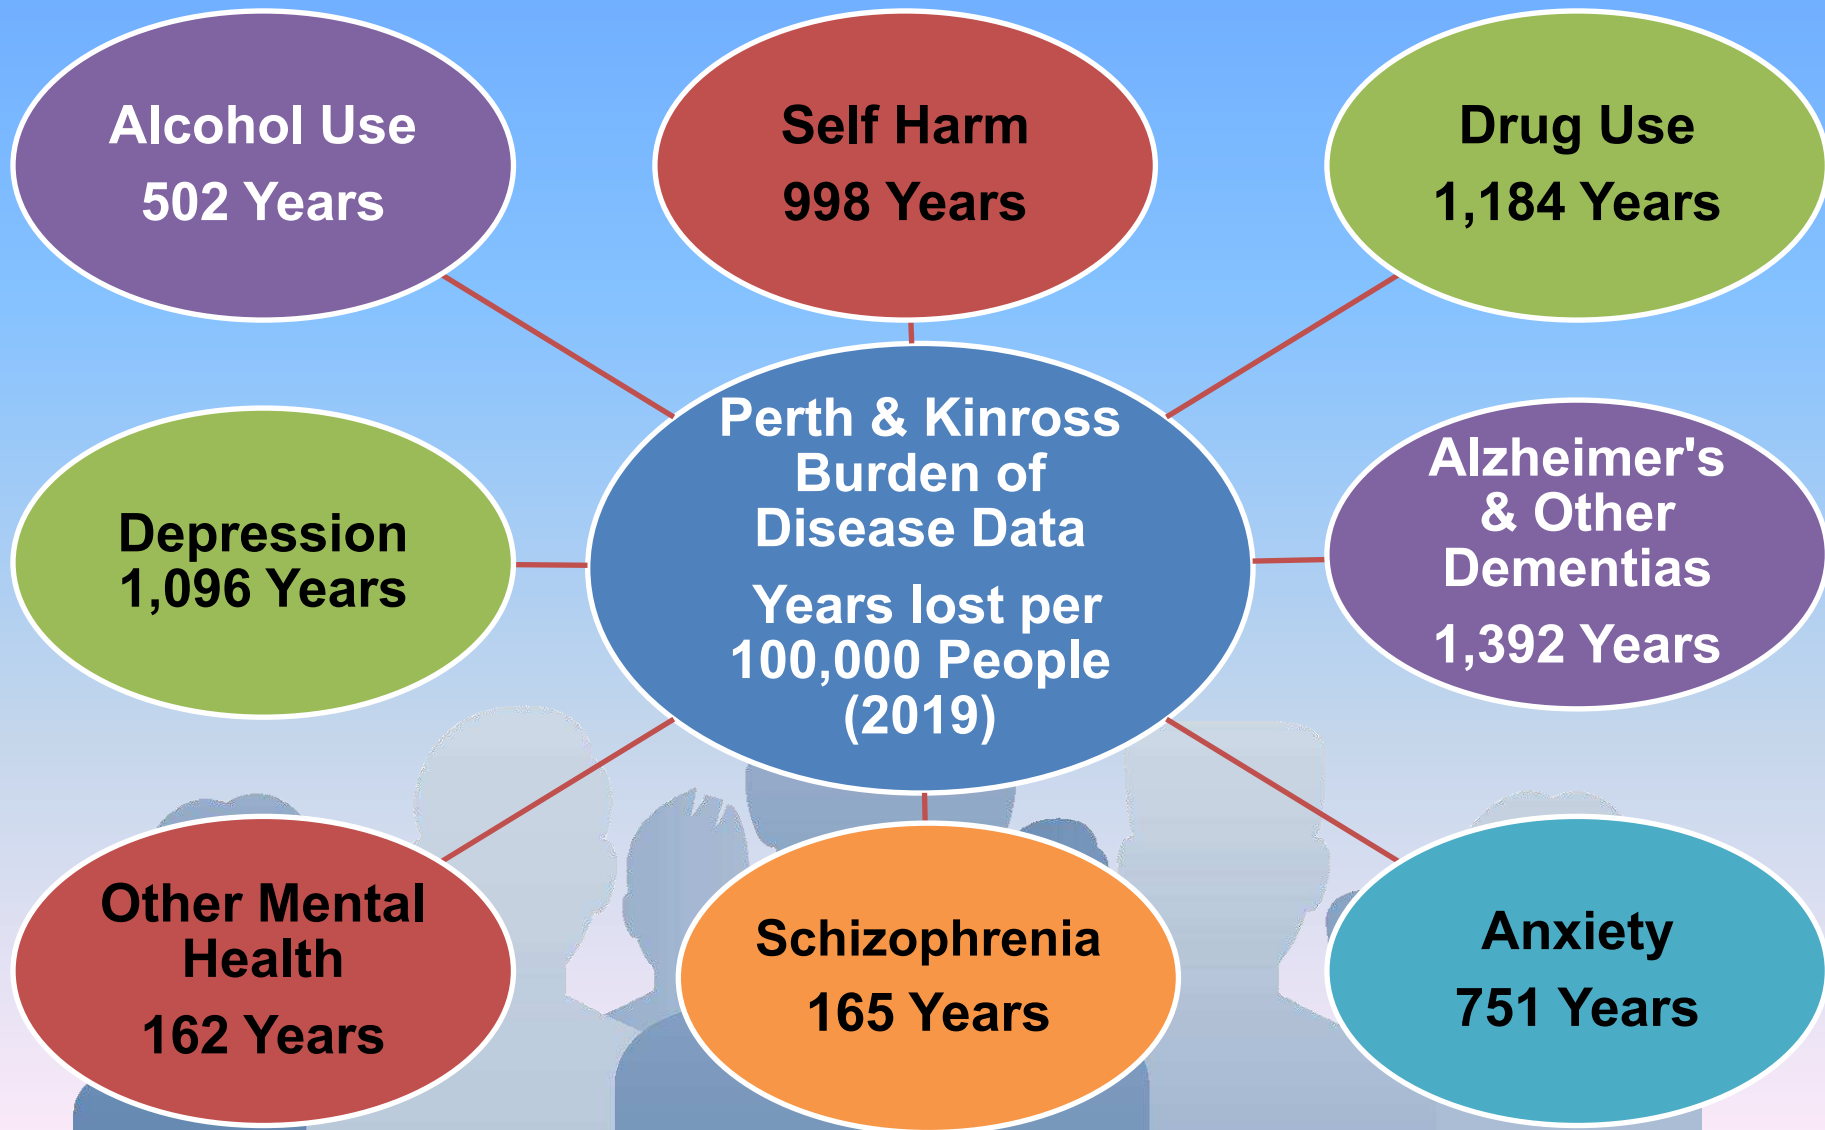 Alcohol Use
502 Years
Self Harm
998 Years
Drug Use
1,184 Years
Perth & Kinross
Burden of
Disease Data
Years lost per
100,000 People
(2019)
Depression
1,096 Years
Alzheimer's
& Other
Dementias
1,392 Years
Other Mental
Health
162 Years
Schizophrenia
165 Years
Anxiety
751 Years